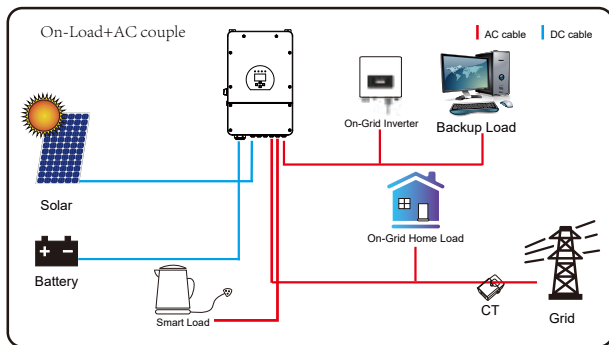 On-Load+AC couple
AC cable
DC cable
On-Grid Inverter
Backup Load
Solar
On-Grid Home Load
Battery
Smart Load
CT
Grid